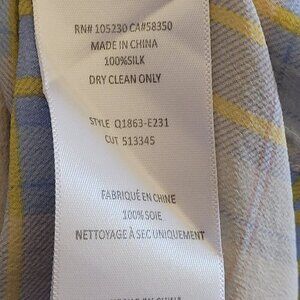 RN# 105230 CA#58350
MADE IN CHINA
100%SILK
DRY CLEAN ONLY
STYLE Q1863-E231
CUT 513345
FABRIQUÉ EN CHINE
100%SOIE
NETTOYAGE À SEC UNIQUEMENT